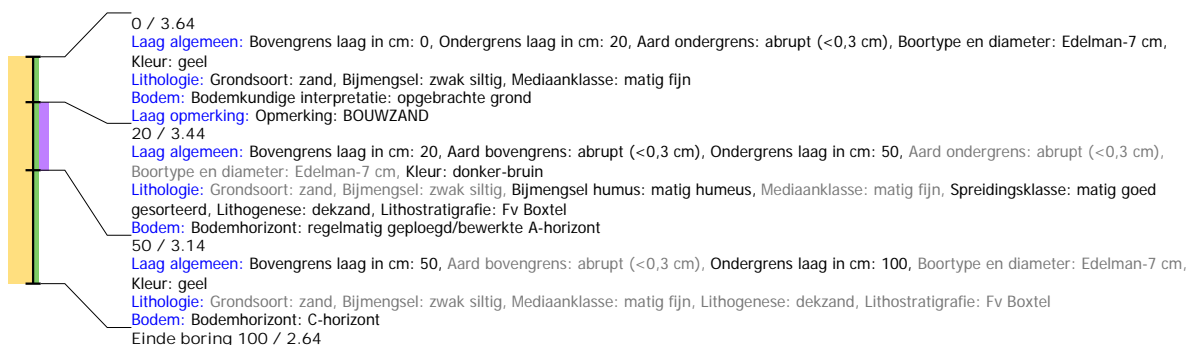 0 / 3.64
Laag algemeen: Bovengrens laag in cm: 0, Ondergrens laag in cm: 20, Aard ondergrens: abrupt (<0,3 cm), Boortype en diameter: Edelman-7 cm,
Kleur: geel
Lithologie: Grondsoort: zand, Bijmengsel: zwak siltig, Mediaanklasse: matig fijn
Bodem: Bodemkundige interpretatie: opgebrachte grond
Laag opmerking: Opmerking: BOUWZAND
20 / 3.44
Laag algemeen: Bovengrens laag in cm: 20, Aard bovengrens: abrupt (<0,3 cm), Ondergrens laag in cm: 50, Aard ondergrens: abrupt (<0,3 cm),
Boortype en diameter: Edelman-7 cm, Kleur: donker-bruin
Lithologie: Grondsoort: zand, Bijmengsel: zwak siltig, Bijmengsel humus: matig humeus, Mediaanklasse: matig fijn, Spreidingsklasse: matig goed
gesorteerd, Lithogenese: dekzand, Lithostratigrafie: Fv Boxtel
Bodem: Bodemhorizont: regelmatig geploegd/bewerkte A-horizont
50 / 3.14
Laag algemeen: Bovengrens laag in cm: 50, Aard bovengrens: abrupt (<0,3 cm), Ondergrens laag in cm: 100, Boortype en diameter: Edelman-7 cm,
Kleur: geel
Lithologie: Grondsoort: zand, Bijmengsel: zwak siltig, Mediaanklasse: matig fijn, Lithogenese: dekzand, Lithostratigrafie: Fv Boxtel
Bodem: Bodemhorizont: C-horizont
Einde boring 100 / 2.64